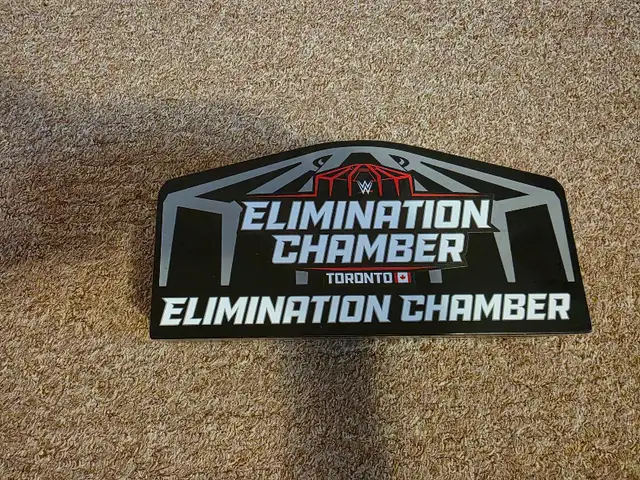 W
ELIMINATION
CHAMBER
TORONTO
ELIMINATION CHAMBER